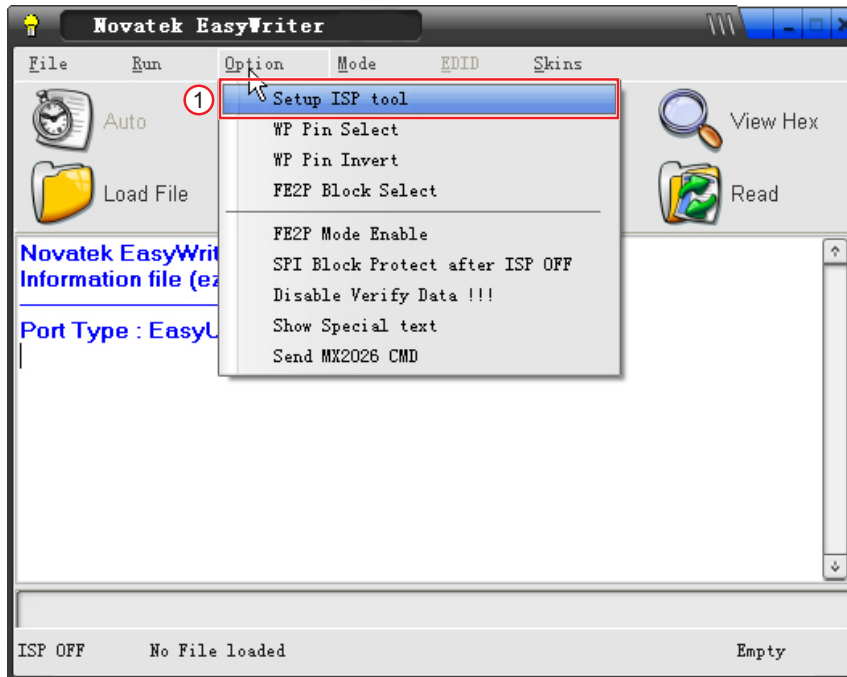 Novatek EasyWriter
File Run Option Mode EDID Skins
1 Setup ISP tool
Auto WP Pin Select View Hex
WP Pin Invert
Load File FE2P Block Select Read
FE2P Mode Enable
Novatek EasyWrit
SPI Block Protect after ISP OFF
Information file (ez
Disable Verify Data !!!
Port Type : EasyU
Show Special text
Send MX2026 CMD
ISP OFF No File loaded Empty